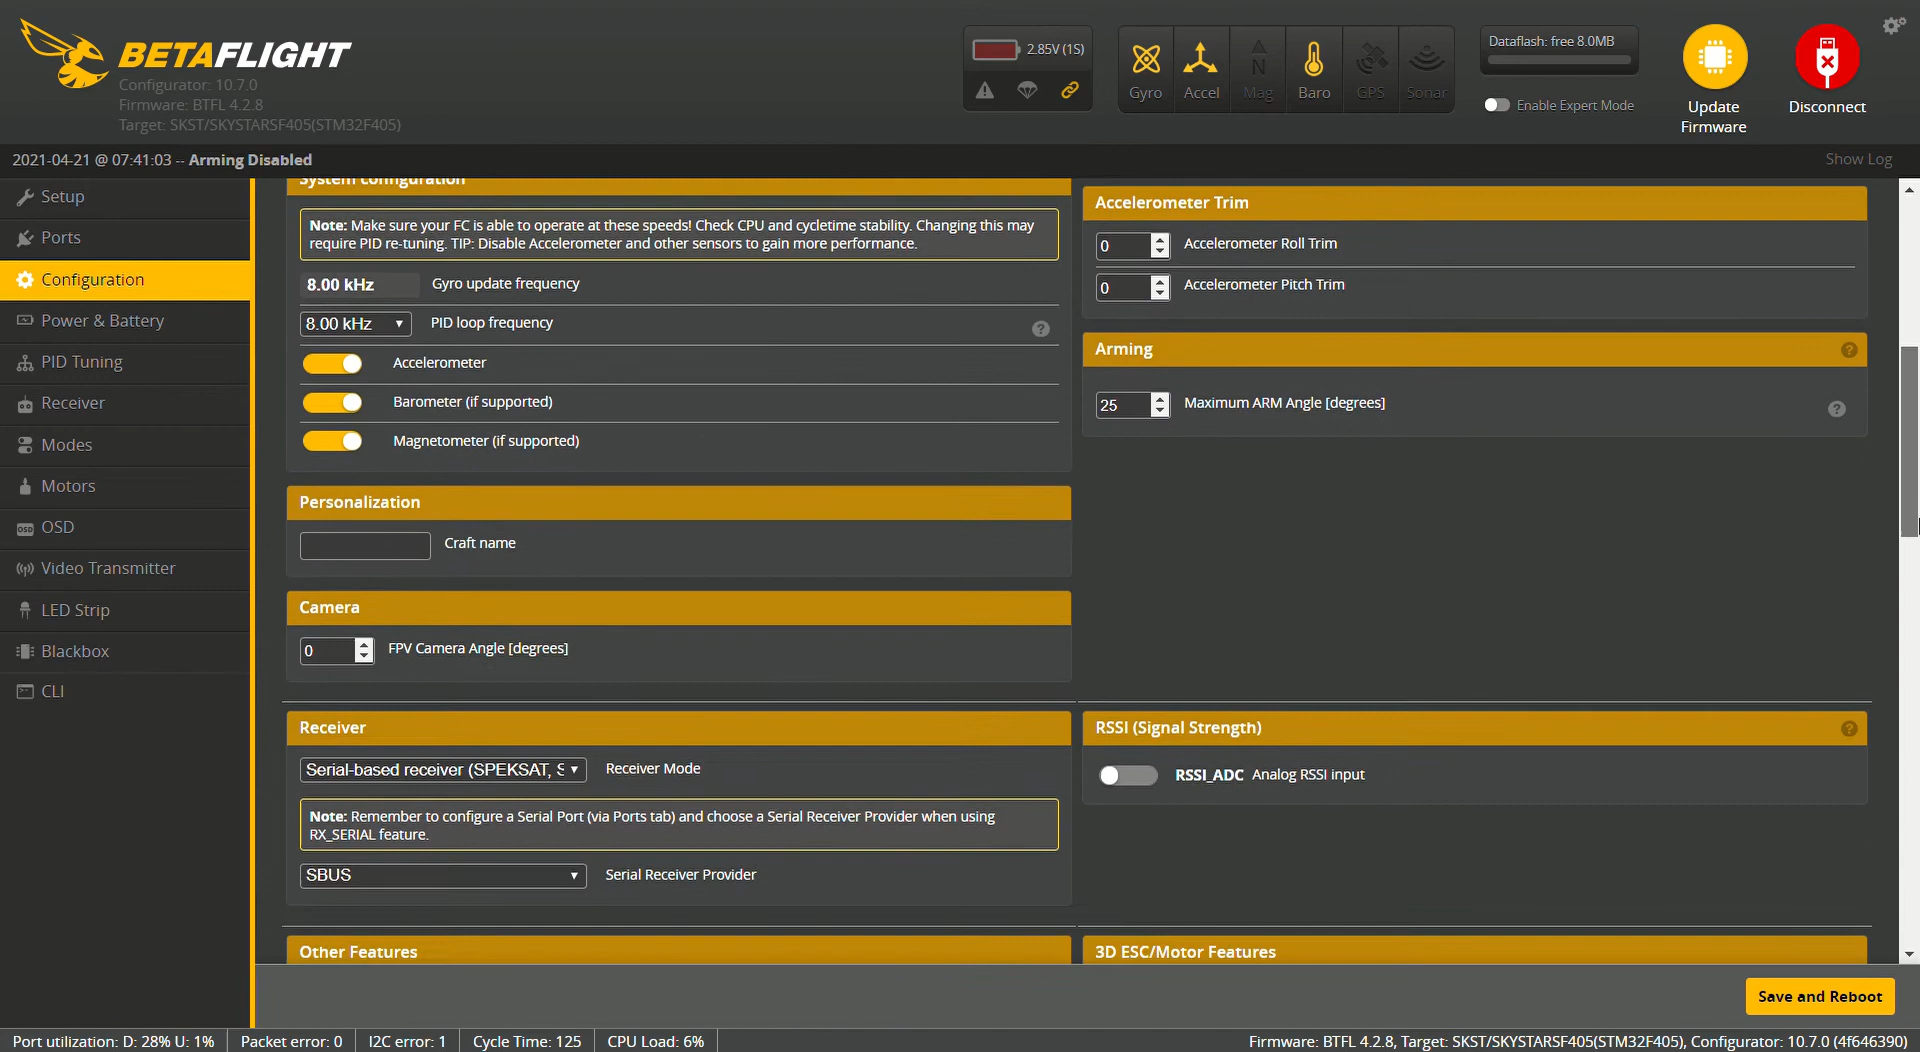 BETAFLIGHT
Configurator: 10.7.0
Firmware: BTFL 4.2.8
Target: SKST/SKYSTARSF405(STM32F405)
2.85V (1S)
Gyro
Accel
Mag
Baro
GPS
Sonar
Dataflash: free 8.0MB
Enable Expert Mode
Update
Firmware
Disconnect
2021-04-21 @ 07:41:03 -- Arming Disabled
Show Log
Setup
Ports
Configuration
Power & Battery
PID Tuning
Receiver
Modes
Motors
OSD
Video Transmitter
LED Strip
Blackbox
CLI
System configuration
Note: Make sure your FC is able to operate at these speeds! Check CPU and cycletime stability. Changing this may
require PID re-tuning. TIP: Disable Accelerometer and other sensors to gain more performance.
8.00 kHz Gyro update frequency
8.00 kHz PID loop frequency
Accelerometer
Barometer (if supported)
Magnetometer (if supported)
Personalization
Craft name
Camera
0 FPV Camera Angle [degrees]
Receiver
Serial-based receiver (SPEKSAT, S Receiver Mode
Note: Remember to configure a Serial Port (via Ports tab) and choose a Serial Receiver Provider when using
RX_SERIAL feature.
SBUS Serial Receiver Provider
Other Features
Accelerometer Trim
0 Accelerometer Roll Trim
0 Accelerometer Pitch Trim
Arming
25 Maximum ARM Angle [degrees]
RSSI (Signal Strength)
RSSI_ADC Analog RSSI input
3D ESC/Motor Features
Save and Reboot
Port utilization: D: 28% U: 1% Packet error: 0 I2C error: 1 Cycle Time: 125 CPU Load: 6% Firmware: BTFL 4.2.8, Target: SKST/SKYSTARSF405(STM32F405), Configurator: 10.7.0 (4f646390)